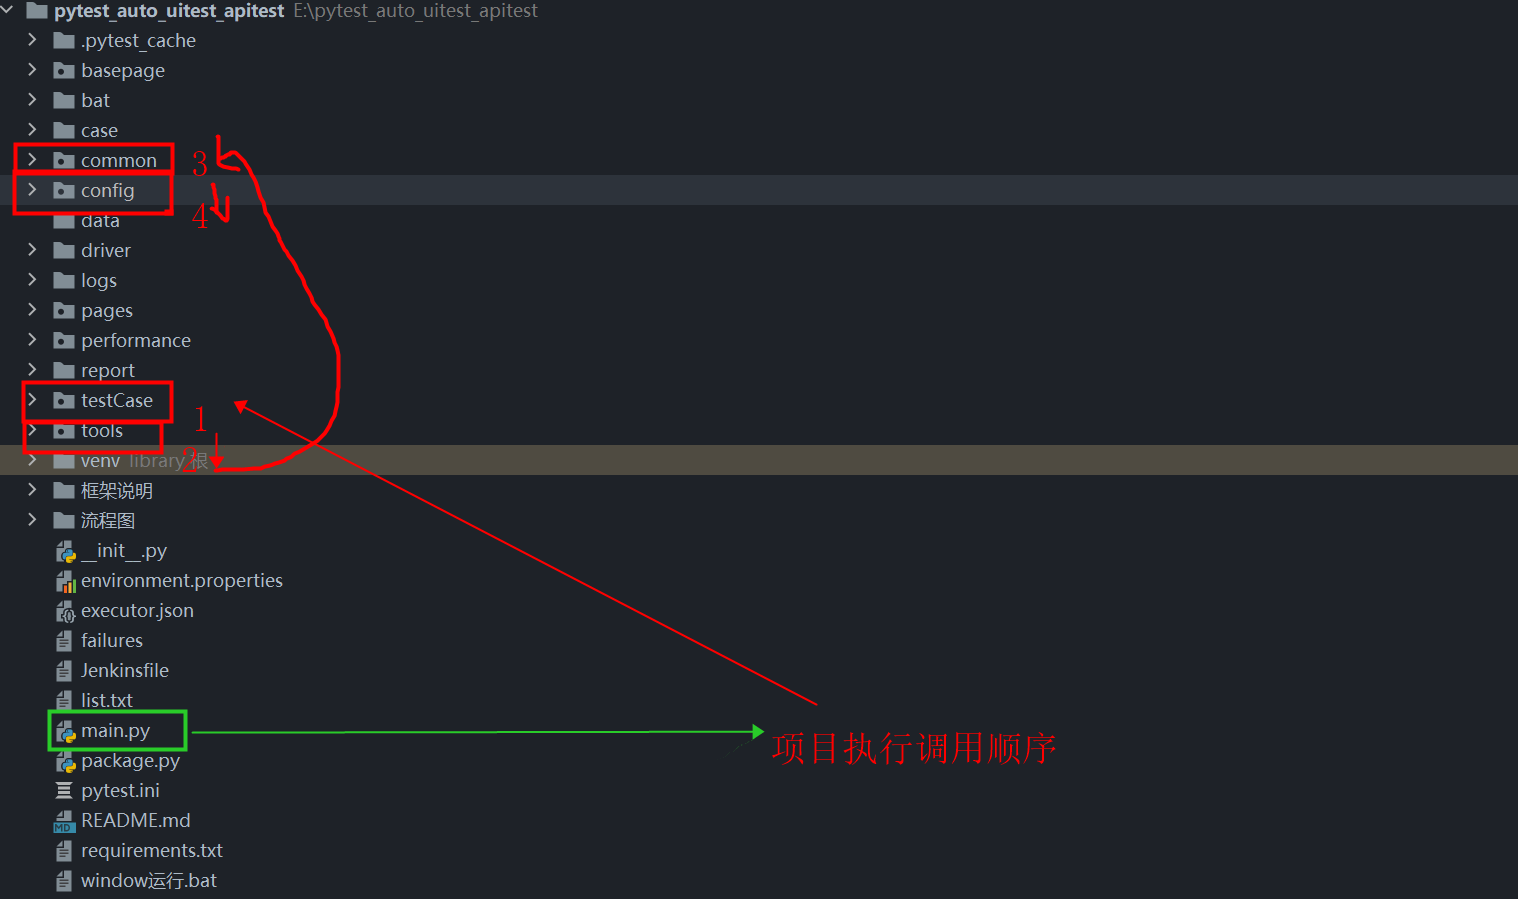 pytest_auto_uitest_apitest E:\pytest_auto_uitest_apitest
.pytest_cache
basepage
bat
case
common 3
config
4
data
driver
logs
pages
performance
report
testCase
1
tools
venv library 根
2
框架说明
流程图
__init__.py
environment.properties
executor.json
failures
Jenkinsfile
list.txt
main.py
项目执行调用顺序
package.py
pytest.ini
README.md
requirements.txt
window运行.bat